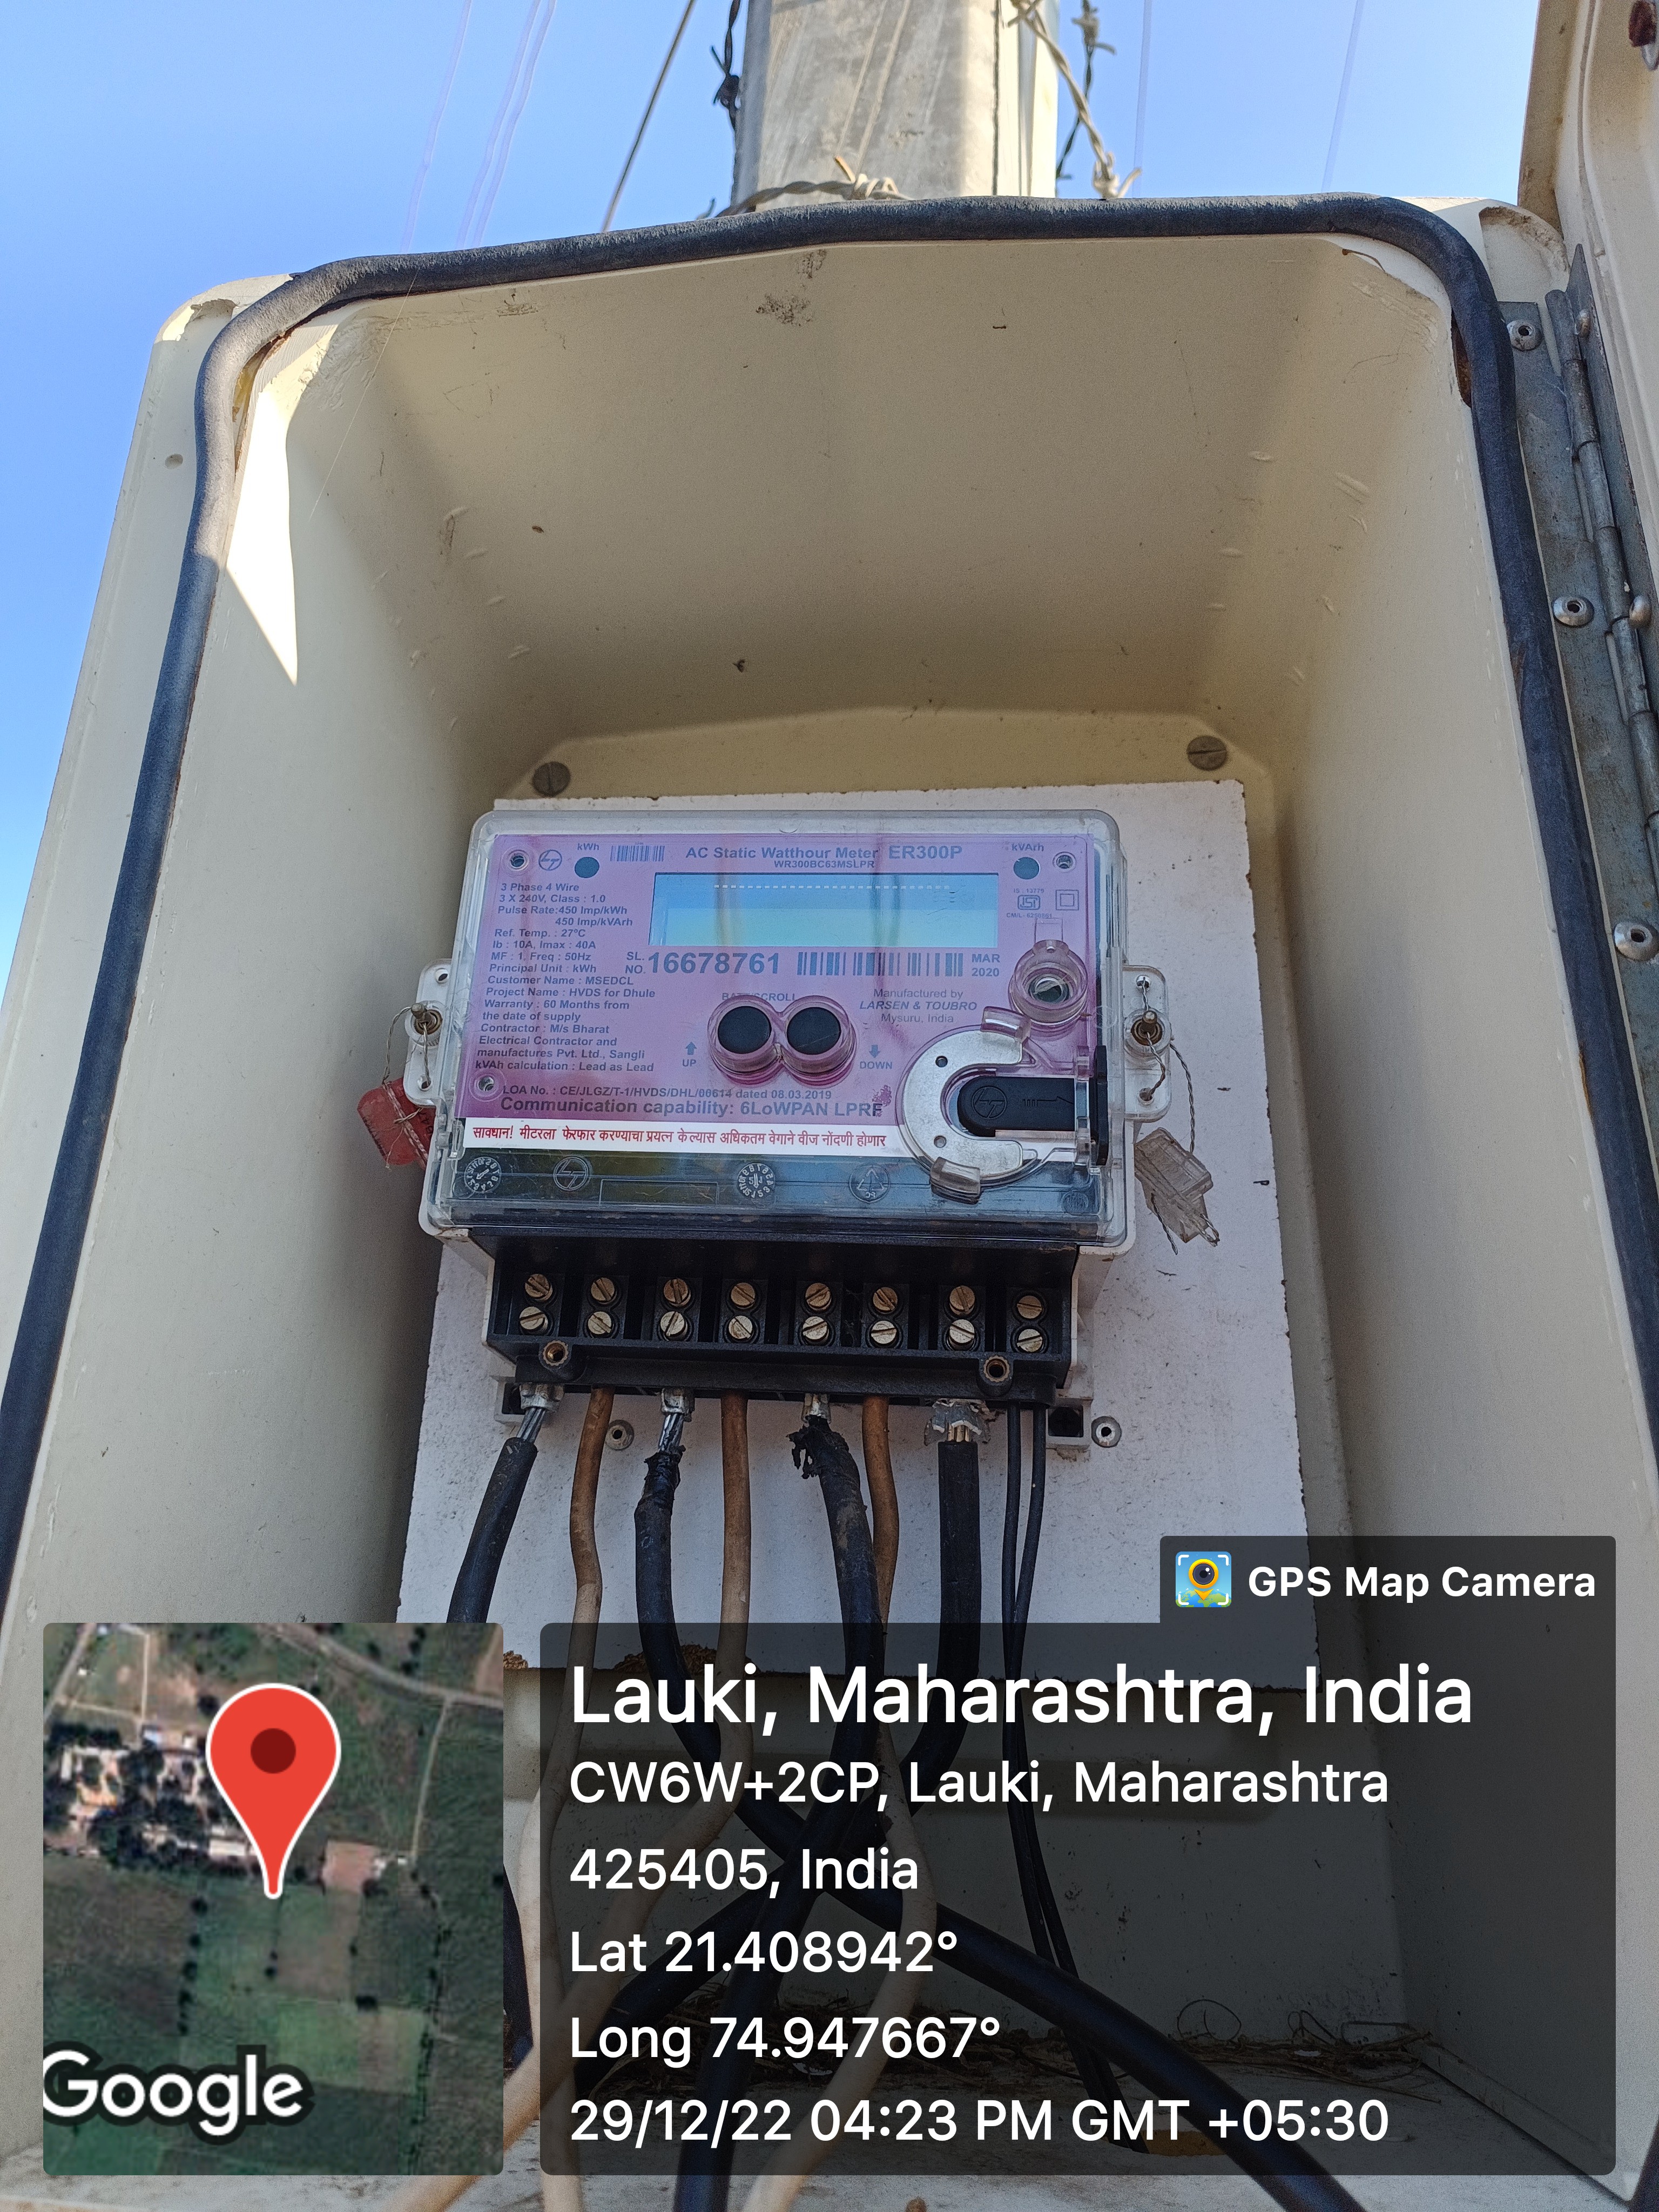 kWh
AC Static Watthour Meter ER300P
WR300BC63MSLPR
kVArh
3 Phase 4 Wire
3 X 240V, Class : 1.0
Pulse Rate:450 Imp/kWh
450 Imp/kVArh
Ref. Temp. : 27°C
Ib : 10A, Imax : 40A
MF : 1, Freq : 50Hz
Principal Unit : kWh
Customer Name : MSEDCL
Project Name : HVDS for Dhule
Warranty : 60 Months from
the date of supply
Contractor : M/s Bharat
Electrical Contractor and
manufactures Pvt. Ltd., Sangli
kVAh calculation : Lead as Lead
SL.
NO. 16678761
MAR
2020
SCROLL
UP
DOWN
Manufactured by
LARSEN & TOUBRO
Mysuru, India
LOA No. : CE/JLGZ/T-1/HVDS/DHL/00614 dated 08.03.2019
Communication capability: 6LoWPAN LPRF
सावधान! मीटरला फेरफार करण्याचा प्रयत्न केल्यास अधिकतम वेगाने वीज नोंदणी होणार
GPS Map Camera
Lauki, Maharashtra, India
CW6W+2CP, Lauki, Maharashtra
425405, India
Lat 21.408942°
Long 74.947667°
29/12/22 04:23 PM GMT +05:30
Google